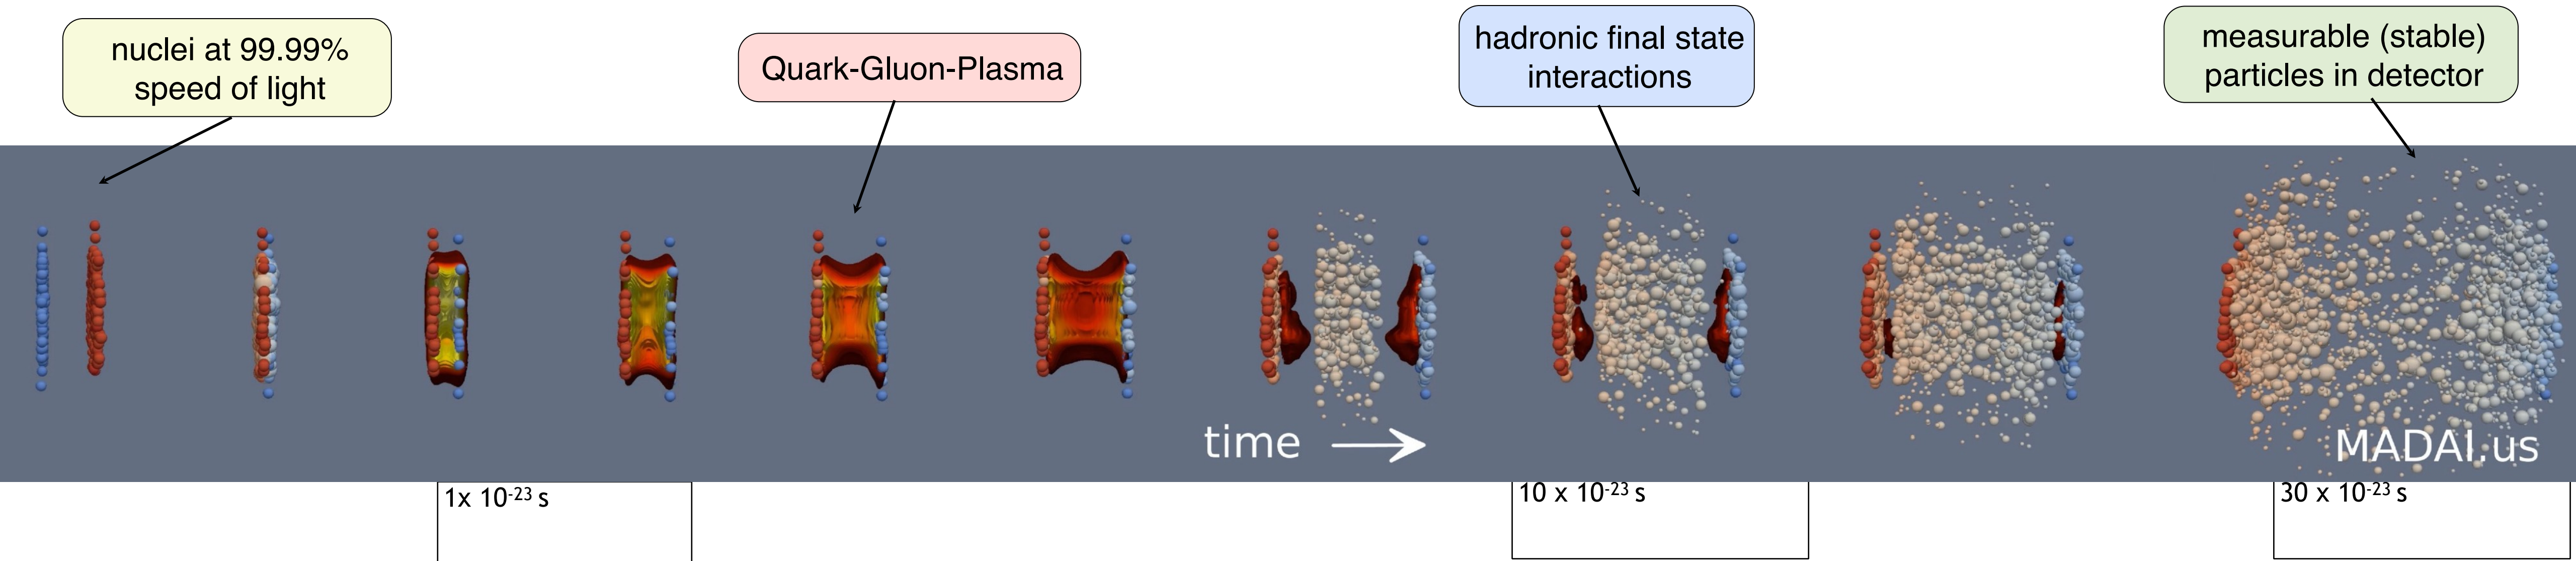 nuclei at 99.99%
speed of light
Quark-Gluon-Plasma
hadronic final state
interactions
measurable (stable)
particles in detector
time
MADAI.us
1x 10⁻²³ s
10 x 10⁻²³ s
30 x 10⁻²³ s